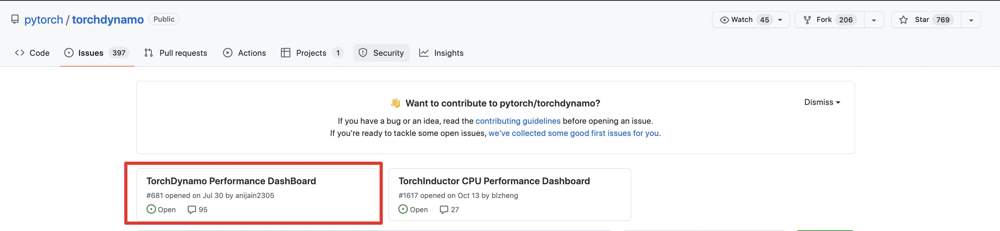 pytorch / torchdynamo Public Watch 45 Fork 206 Star 769
Code Issues 397 Pull requests Actions Projects 1 Security Insights
👋 Want to contribute to pytorch/torchdynamo?
Dismiss
If you have a bug or an idea, read the contributing guidelines before opening an issue.
If you're ready to tackle some open issues, we've collected some good first issues for you.
TorchDynamo Performance DashBoard
#681 opened on Jul 30 by anijain2305
Open 95
TorchInductor CPU Performance Dashboard
#1617 opened on Oct 13 by blzheng
Open 27